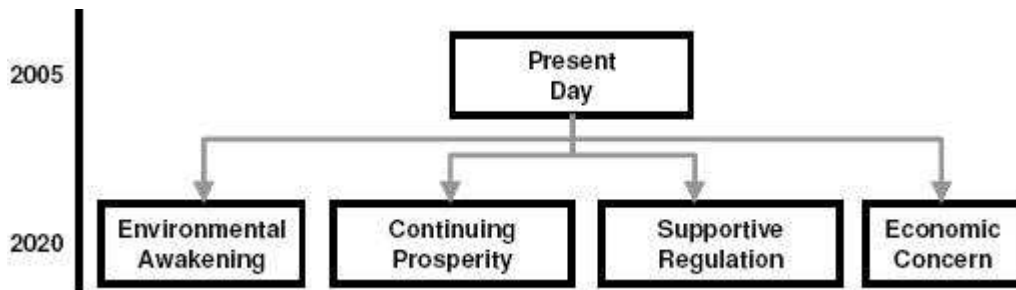 2005
Present
Day
2020
Environmental
Awakening
Continuing
Prosperity
Supportive
Regulation
Economic
Concern